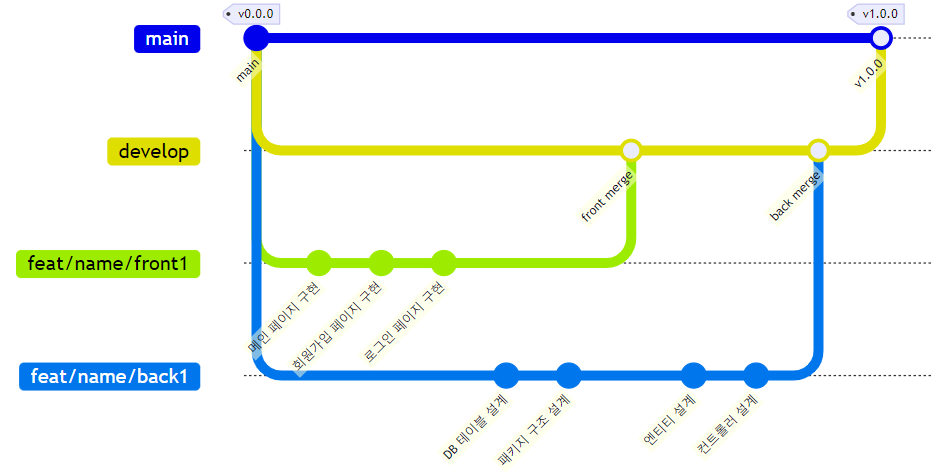 v0.0.0
v1.0.0
main
main
v1.0.0
develop
front merge
back merge
feat/name/front1
메인 페이지 구현
회원가입 페이지 구현
로그인 페이지 구현
feat/name/back1
DB 테이블 설계
패키지 구조 설계
엔티티 설계
컨트롤러 설계